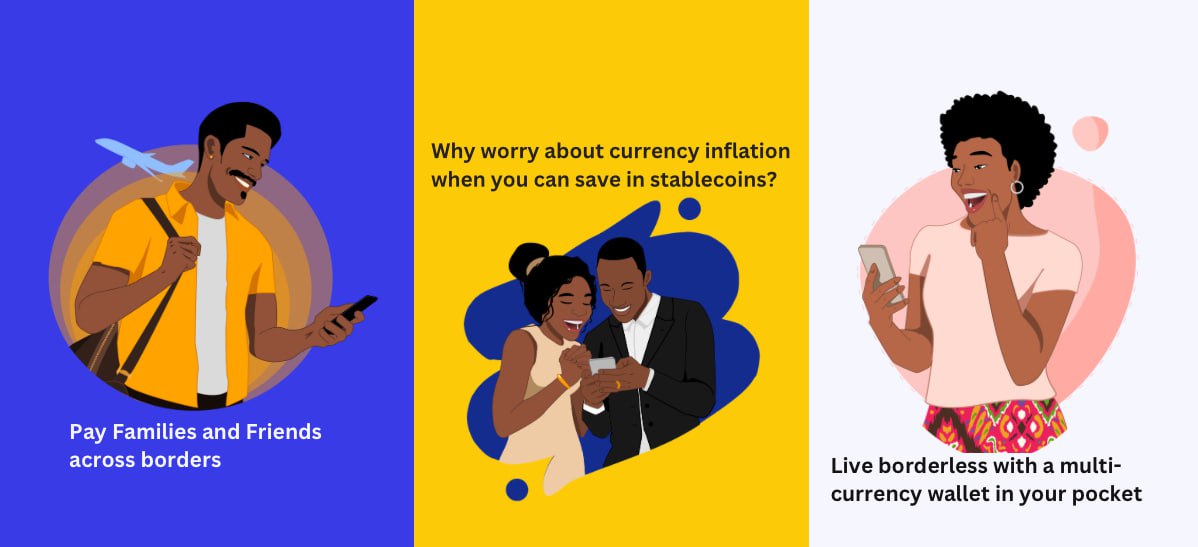 Pay Families and Friends
across borders
Why worry about currency inflation
when you can save in stablecoins?
Live borderless with a multi-
currency wallet in your pocket